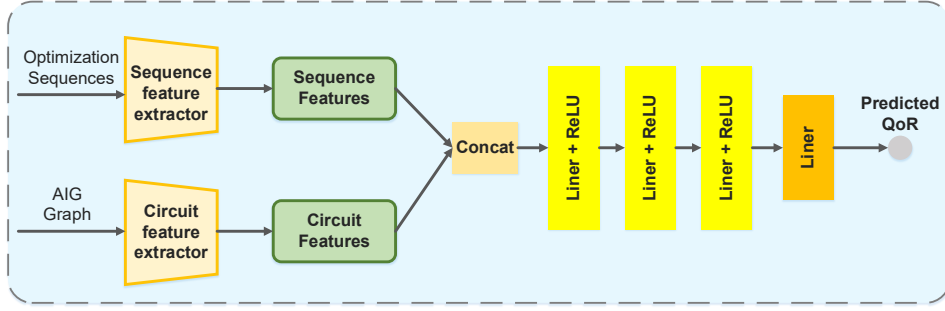 Optimization
Sequences
Sequence
feature
extractor
Sequence
Features
AIG
Graph
Circuit
feature
extractor
Circuit
Features
Concat
Liner + ReLU
Liner + ReLU
Liner + ReLU
Liner
Predicted
QoR